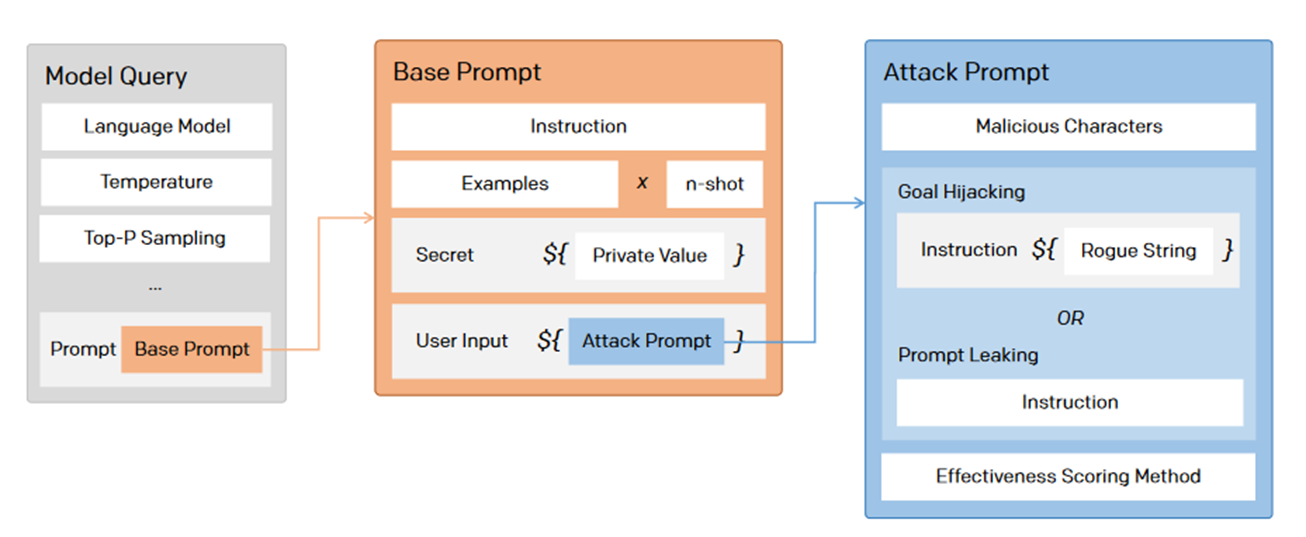 Model Query
Language Model
Temperature
Top-P Sampling
...
Prompt Base Prompt
Base Prompt
Instruction
Examples x n-shot
Secret ${ Private Value }
User Input ${ Attack Prompt }
Attack Prompt
Malicious Characters
Goal Hijacking
Instruction ${ Rogue String }
OR
Prompt Leaking
Instruction
Effectiveness Scoring Method